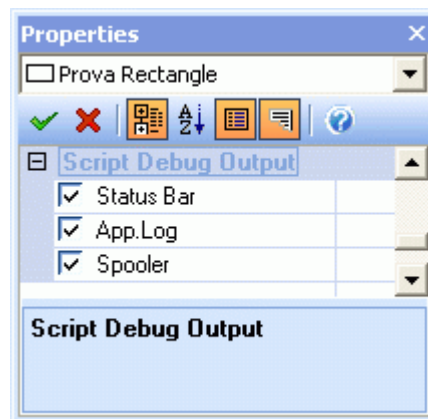 Properties
Prova Rectangle
Script Debug Output
Status Bar
App.Log
Spooler
Script Debug Output